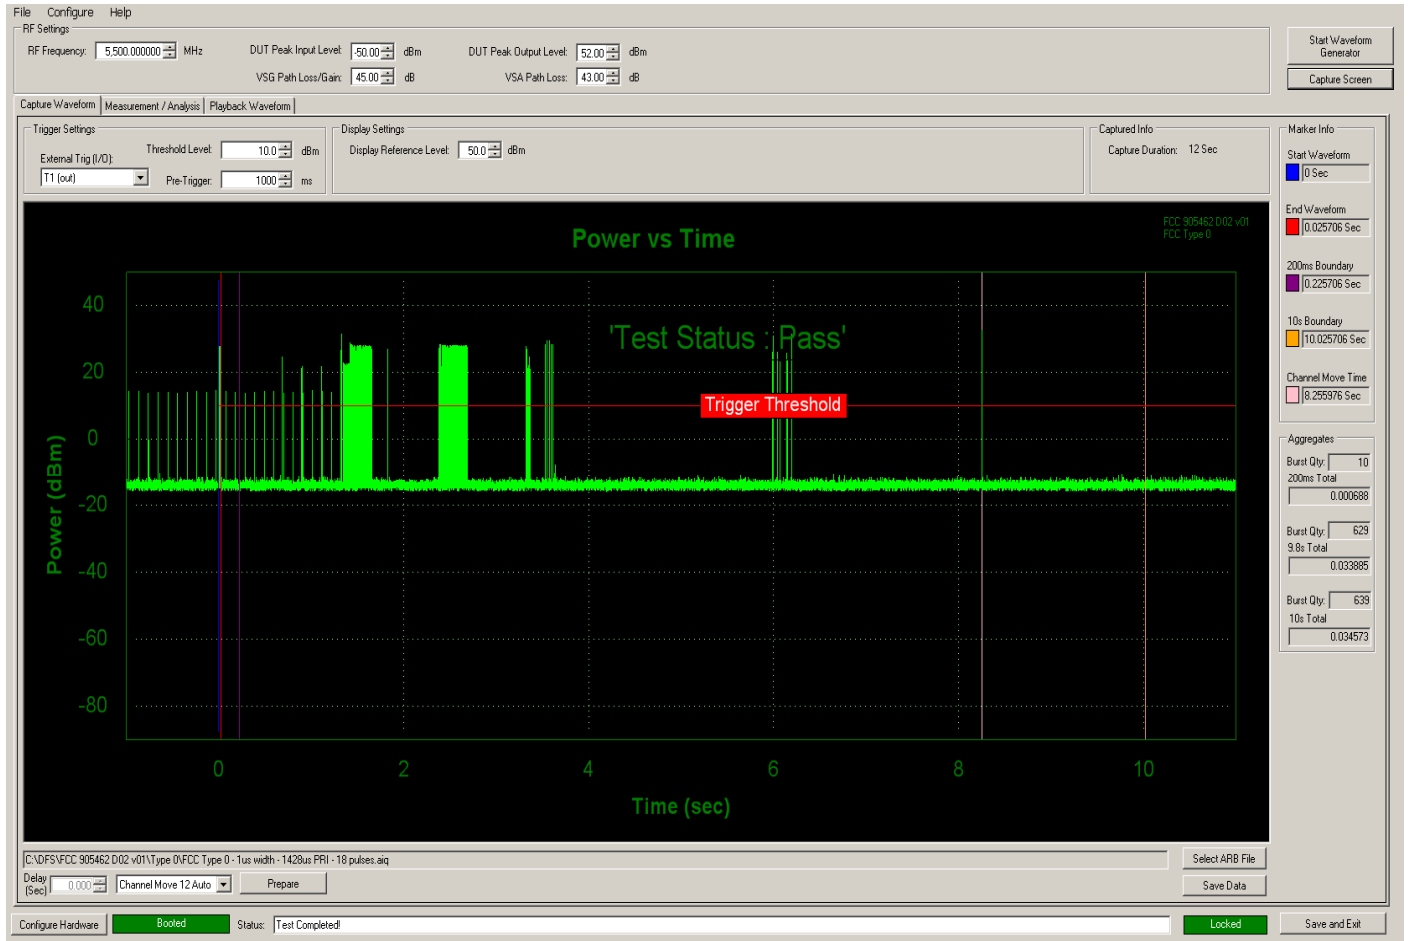 File Configure Help
RF Settings
RF Frequency: 5,500.000000 MHz
DUT Peak Input Level: -50.00 dBm
DUT Peak Output Level: 52.00 dBm
VSG Path Loss/Gain: 45.00 dB
VSA Path Loss: 43.00 dB
Start Waveform
Generator
Capture Screen
Capture Waveform Measurement / Analysis Playback Waveform
Trigger Settings
External Trig (I/O):
T1 (out)
Threshold Level: 10.0 dBm
Pre-Trigger: 1000 ms
Display Settings
Display Reference Level: 50.0 dBm
Captured Info
Capture Duration: 12 Sec
Marker Info
Start Waveform
0 Sec
End Waveform
0.025706 Sec
200ms Boundary
0.225706 Sec
10s Boundary
10.025706 Sec
Channel Move Time
8.255976 Sec
Aggregates
Burst Qty: 10
200ms Total
0.000688
Burst Qty: 629
9.8s Total
0.033885
Burst Qty: 639
10s Total
0.034573
FCC 905462 D02 v01
FCC Type 0
Power vs Time
'Test Status : Pass'
Trigger Threshold
Power (dBm)
40
20
0
-20
-40
-60
-80
0 2 4 6 8 10
Time (sec)
C:\DFS\FCC 905462 D02 v01\Type 0\FCC Type 0 - 1us width - 1428us PRI - 18 pulses.aiq
Select ARB File
Delay
(Sec) 0.000 Channel Move 12 Auto Prepare
Save Data
Configure Hardware Booted Status: Test Completed! Locked Save and Exit